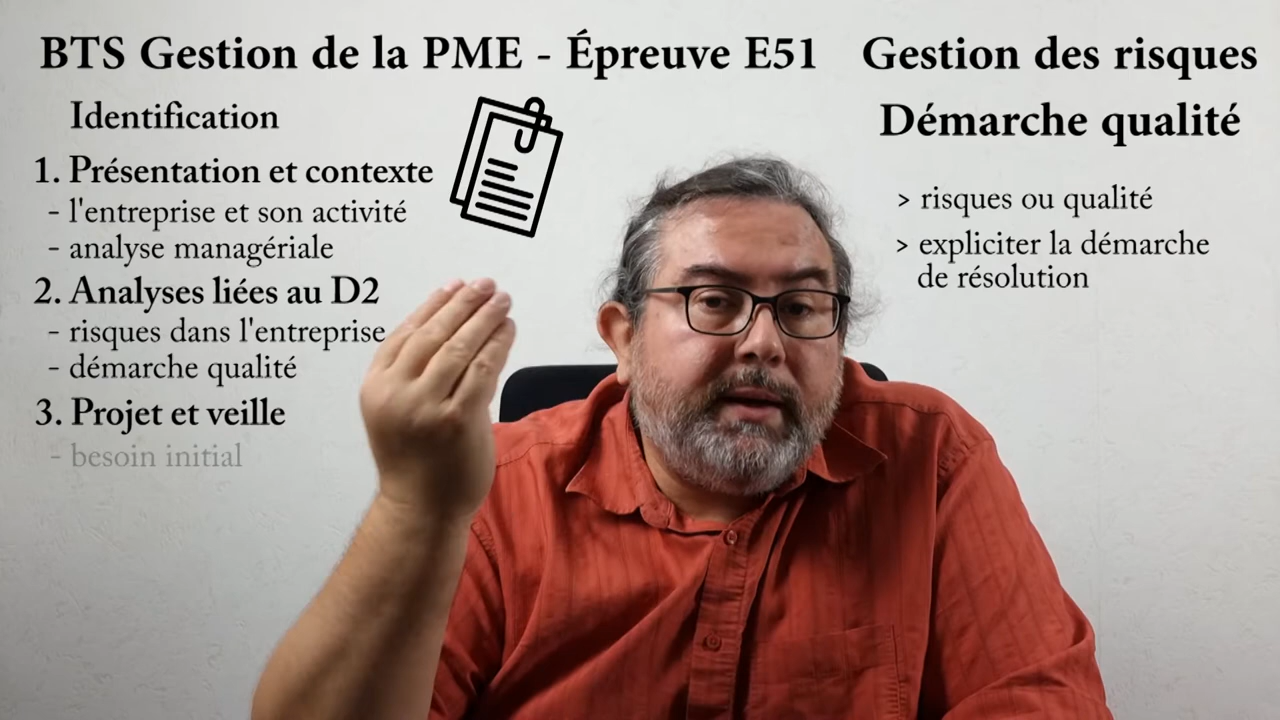 BTS Gestion de la PME - Épreuve E51
Identification
1. Présentation et contexte
- l'entreprise et son activité
- analyse managériale
2. Analyses liées au D2
- risques dans l'entreprise
- démarche qualité
3. Projet et veille
- besoin initial
Gestion des risques
Démarche qualité
> risques ou qualité
> expliciter la démarche
de résolution